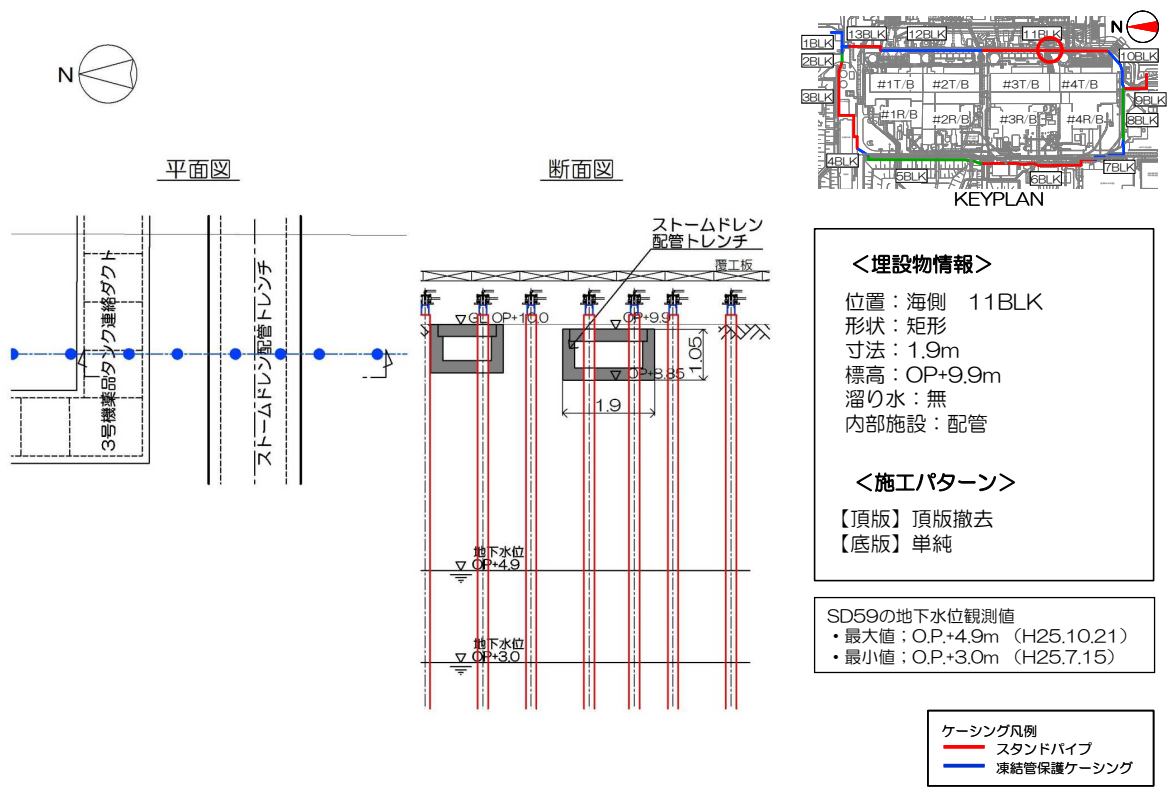 N
平面図
3号機薬品タンク連絡ダクト
ストームドレン配管トレンチ
断面図
ストームドレン
配管トレンチ
覆工板
GL OP+10.0
OP+9.9
OP+8.85
1.05
1.9
地下水位
OP+4.9
地下水位
OP+3.0
N
1BLK
13BLK
12BLK
11BLK
10BLK
2BLK
3BLK
#1T/B
#2T/B
#3T/B
#4T/B
9BLK
#1R/B
#2R/B
#3R/B
#4R/B
8BLK
4BLK
5BLK
6BLK
7BLK
KEYPLAN
<埋設物情報>
位置:海側 11BLK
形状:矩形
寸法:1.9m
標高:OP+9.9m
溜り水:無
内部施設:配管
<施工パターン>
【頂版】頂版撤去
【底版】単純
SD59の地下水位観測値
・最大値;O.P.+4.9m (H25.10.21)
・最小値;O.P.+3.0m (H25.7.15)
ケーシング凡例
スタンドパイプ
凍結管保護ケーシング